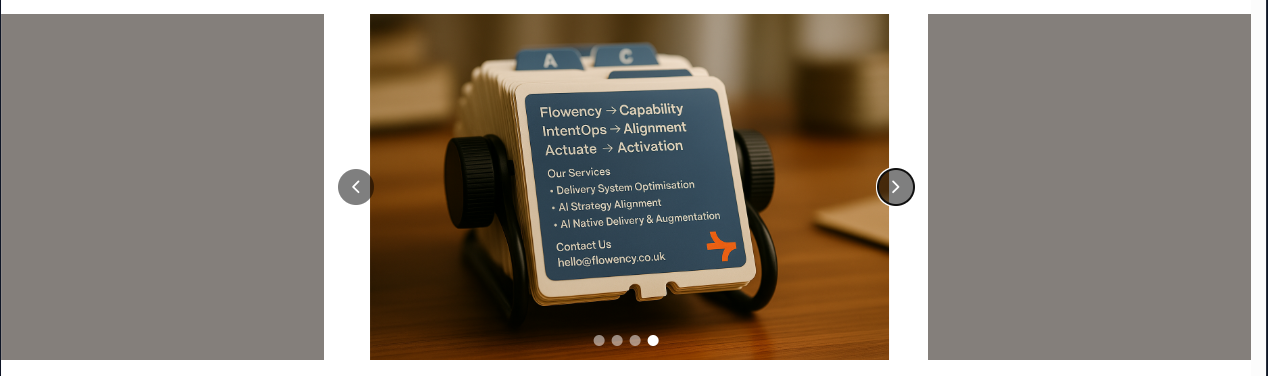 A
C
Flowency → Capability
IntentOps → Alignment
Actuate → Activation
Our Services
• Delivery System Optimisation
• AI Strategy Alignment
• AI Native Delivery & Augmentation
Contact Us
hello@flowency.co.uk